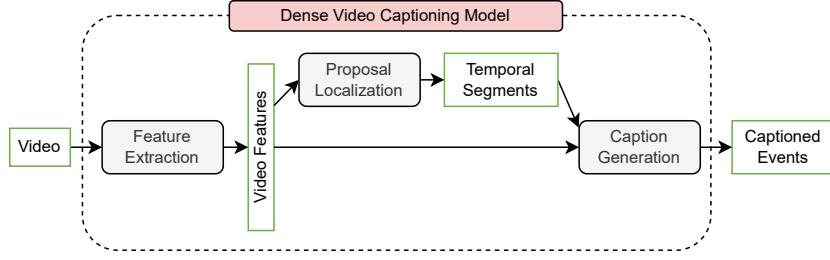 Dense Video Captioning Model
Video
Feature
Extraction
Video Features
Proposal
Localization
Temporal
Segments
Caption
Generation
Captioned
Events